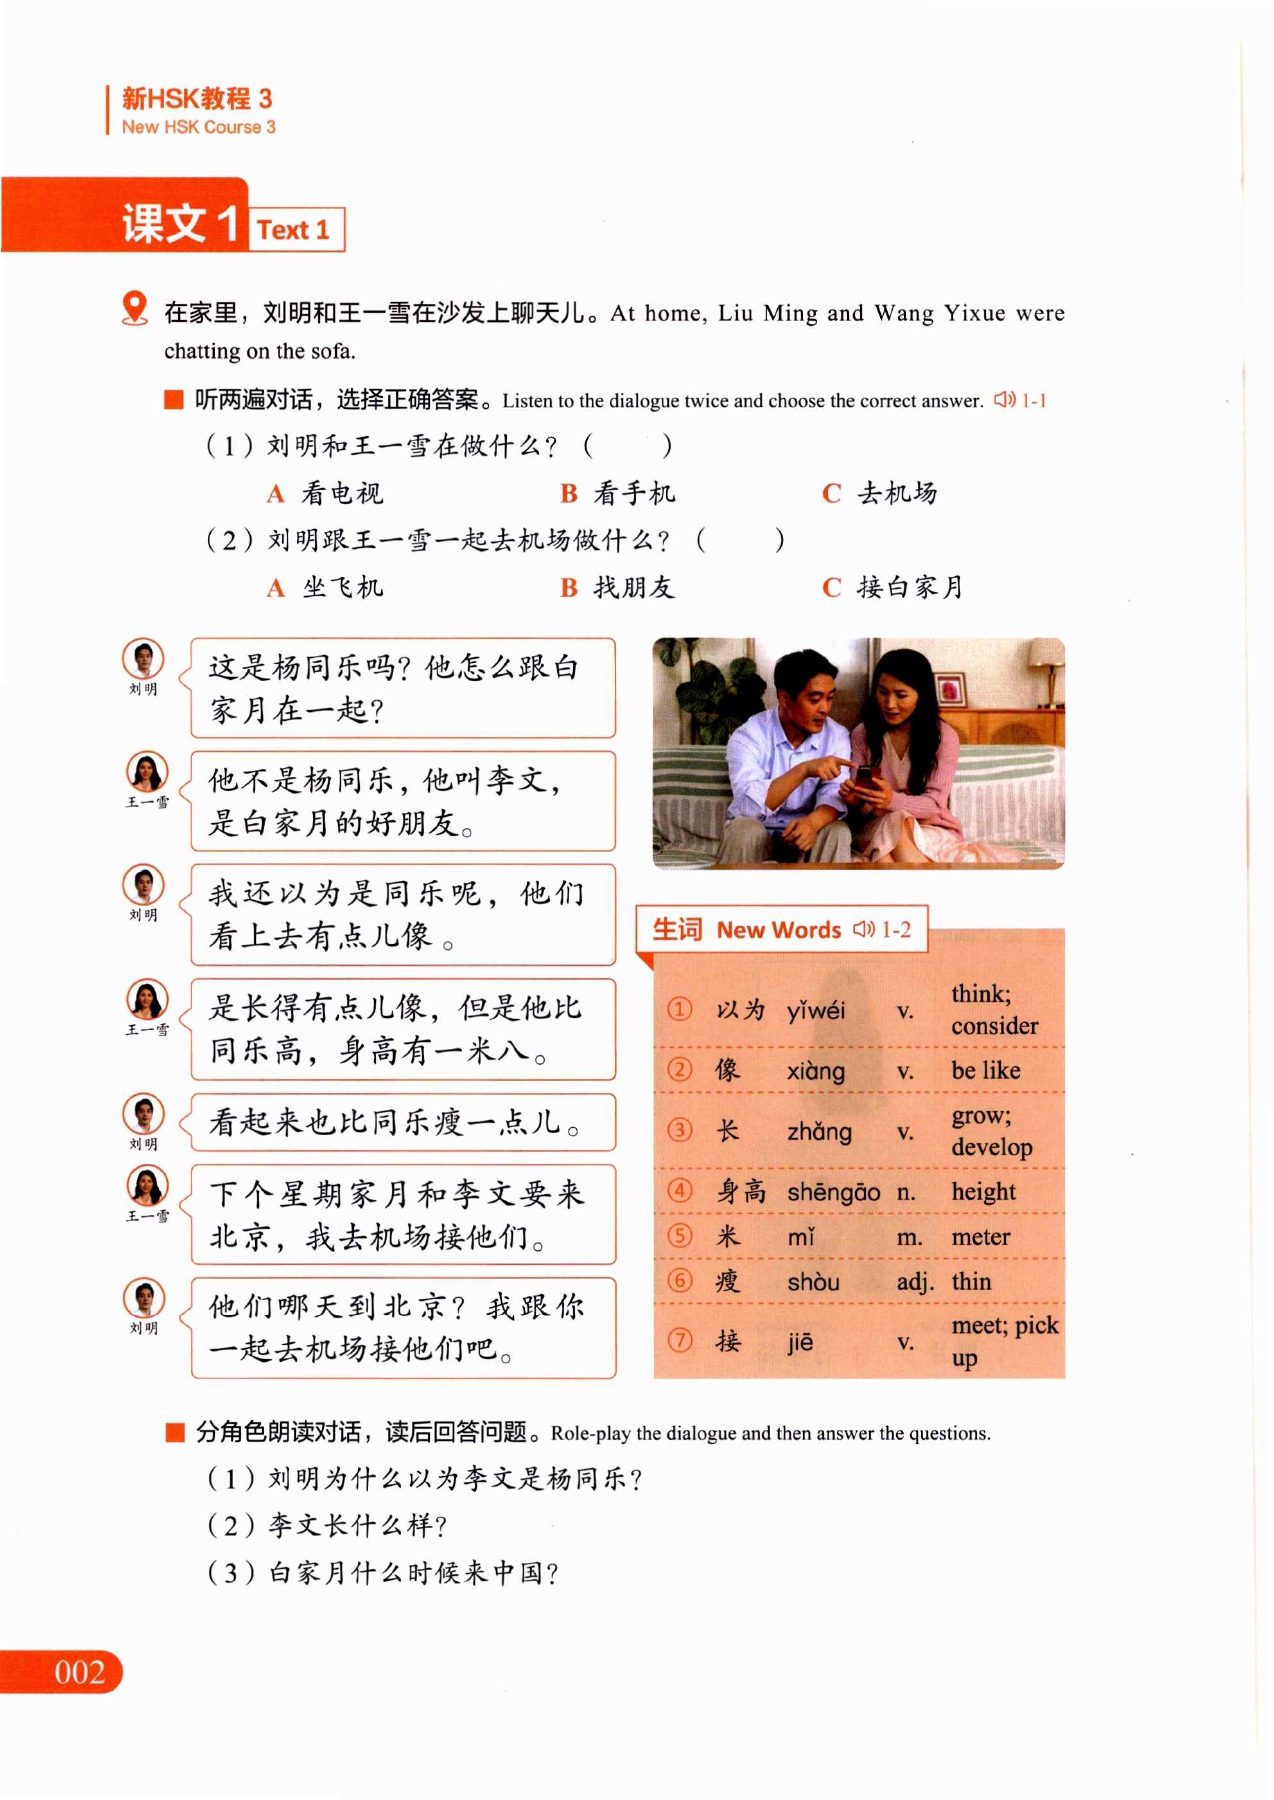 新HSK教程 3
New HSK Course 3
课文1 Text 1
在家里，刘明和王一雪在沙发上聊天儿。At home, Liu Ming and Wang Yixue were
chatting on the sofa.
听两遍对话，选择正确答案。Listen to the dialogue twice and choose the correct answer. 1-1
（1）刘明和王一雪在做什么？（　　）
A 看电视 B 看手机 C 去机场
（2）刘明跟王一雪一起去机场做什么？（　　）
A 坐飞机 B 找朋友 C 接白家月
刘明
这是杨同乐吗？他怎么跟白
家月在一起？
王一雪
他不是杨同乐，他叫李文，
是白家月的好朋友。
刘明
我还以为是同乐呢，他们
看上去有点儿像。
王一雪
是长得有点儿像，但是他比
同乐高，身高有一米八。
刘明
看起来也比同乐瘦一点儿。
王一雪
下个星期家月和李文要来
北京，我去机场接他们。
刘明
他们哪天到北京？我跟你
一起去机场接他们吧。
生词 New Words 1-2
① 以为 yǐwéi v. think;
consider
② 像 xiàng v. be like
③ 长 zhǎng v. grow;
develop
④ 身高 shēngāo n. height
⑤ 米 mǐ m. meter
⑥ 瘦 shòu adj. thin
⑦ 接 jiē v. meet; pick
up
分角色朗读对话，读后回答问题。Role-play the dialogue and then answer the questions.
（1）刘明为什么以为李文是杨同乐？
（2）李文长什么样？
（3）白家月什么时候来中国？
002